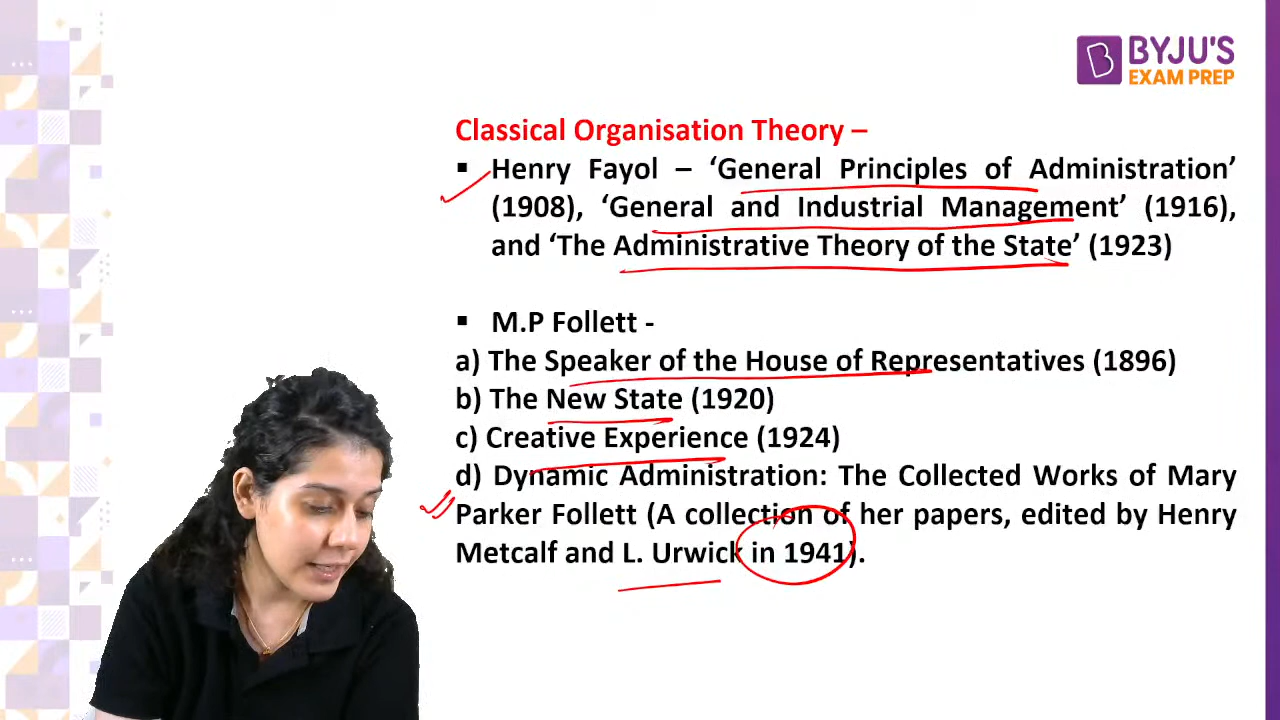 BYJU'S
EXAM PREP
Classical Organisation Theory –
▪ Henry Fayol – ‘General Principles of Administration’
(1908), ‘General and Industrial Management’ (1916),
and ‘The Administrative Theory of the State’ (1923)
▪ M.P Follett -
a) The Speaker of the House of Representatives (1896)
b) The New State (1920)
c) Creative Experience (1924)
d) Dynamic Administration: The Collected Works of Mary
Parker Follett (A collection of her papers, edited by Henry
Metcalf and L. Urwick in 1941).